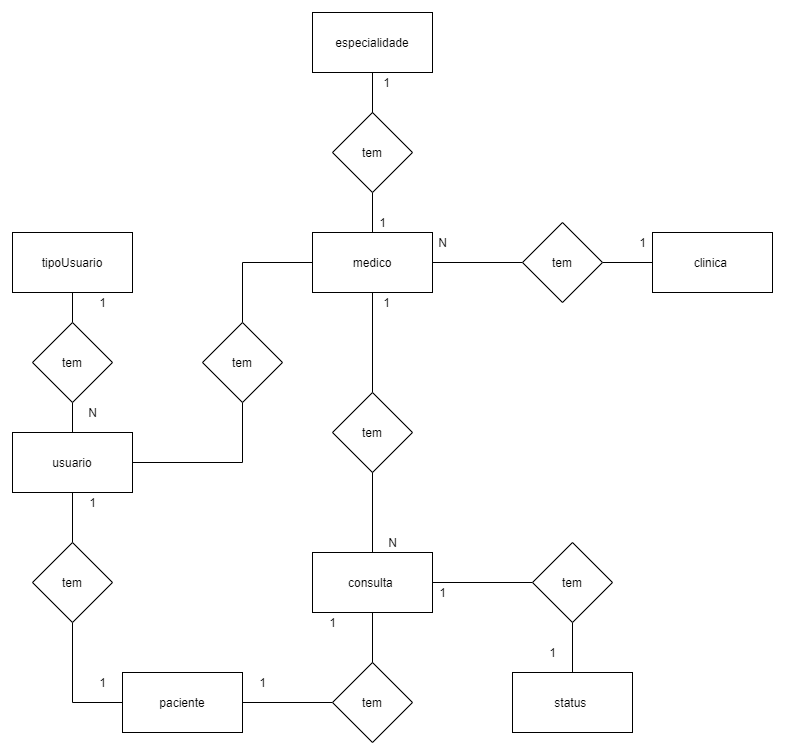 especialidade
1
tem
1
tipoUsuario
medico
N
tem
1
clinica
1
1
tem
tem
N
tem
usuario
1
N
tem
consulta
1
tem
1
1
1
1
paciente
tem
status